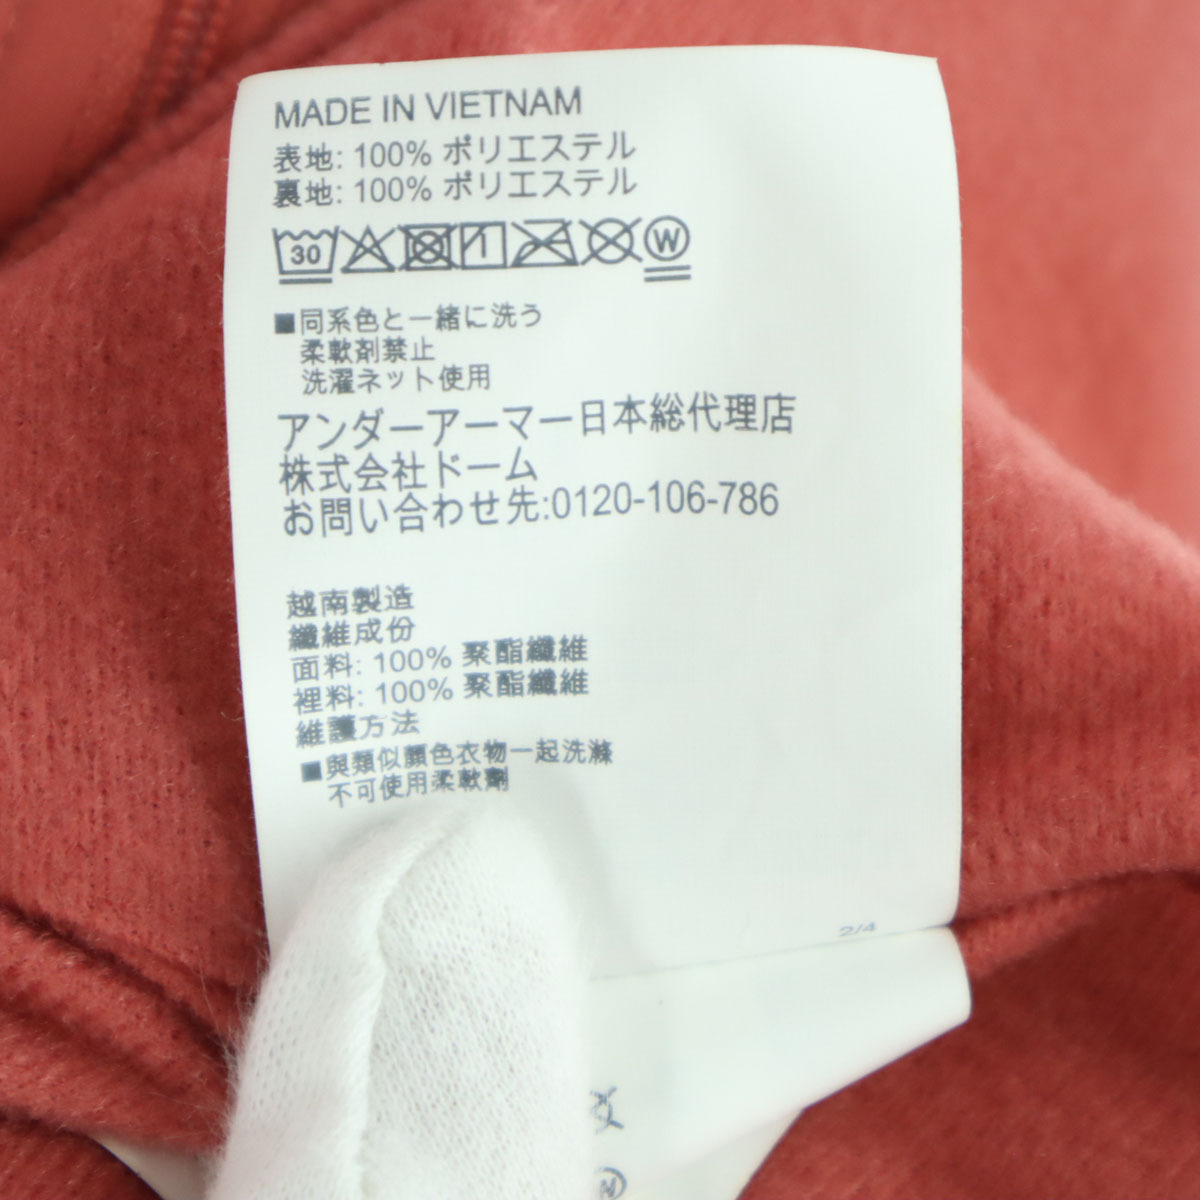 MADE IN VIETNAM
表地: 100% ポリエステル
裏地: 100% ポリエステル
30 W
■同系色と一緒に洗う
柔軟剤禁止
洗濯ネット使用
アンダーアーマー日本総代理店
株式会社ドーム
お問い合わせ先:0120-106-786
越南製造
纖維成份
面料: 100% 聚酯纖維
裡料: 100% 聚酯纖維
維護方法
■與類似顏色衣物一起洗滌
不可使用柔軟劑
2/4